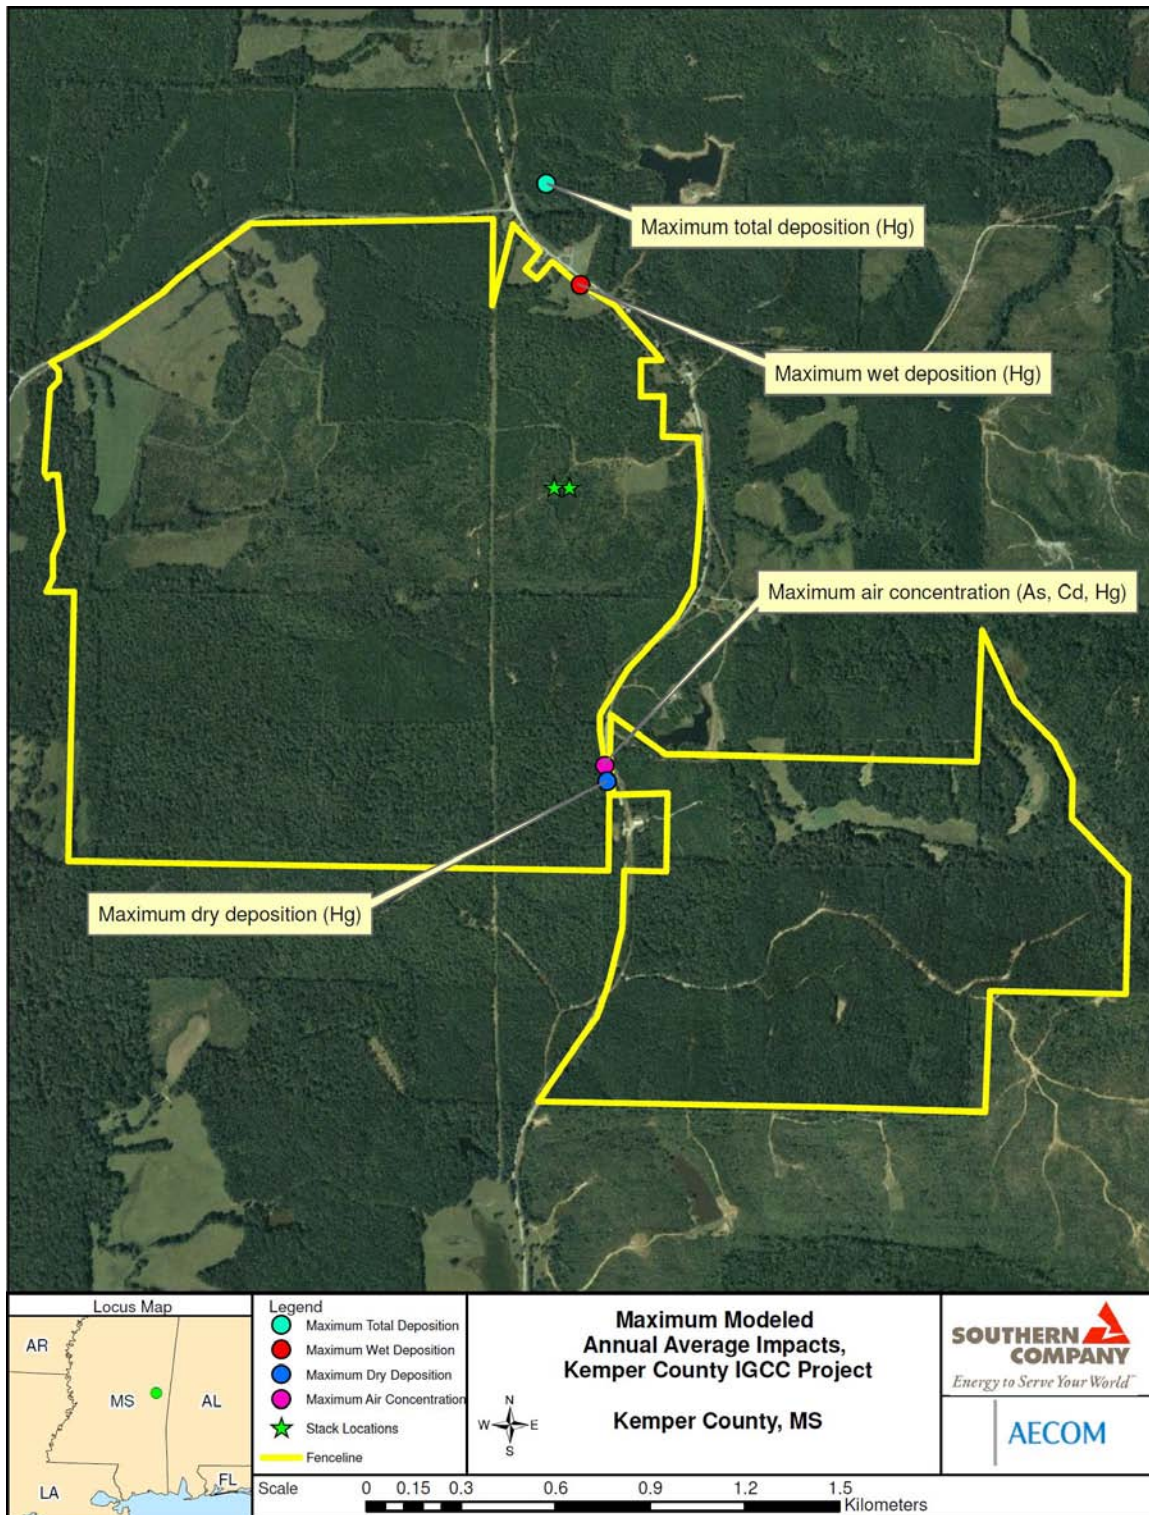 Maximum total deposition (Hg)
Maximum wet deposition (Hg)
Maximum air concentration (As, Cd, Hg)
Maximum dry deposition (Hg)
Locus Map
AR
MS
AL
LA
FL
Legend
Maximum Total Deposition
Maximum Wet Deposition
Maximum Dry Deposition
Maximum Air Concentration
Stack Locations
Fenceline
Maximum Modeled
Annual Average Impacts,
Kemper County IGCC Project
Kemper County, MS
N
W E
S
SOUTHERN
COMPANY
Energy to Serve Your World™
AECOM
Scale
0 0.15 0.3 0.6 0.9 1.2 1.5
Kilometers